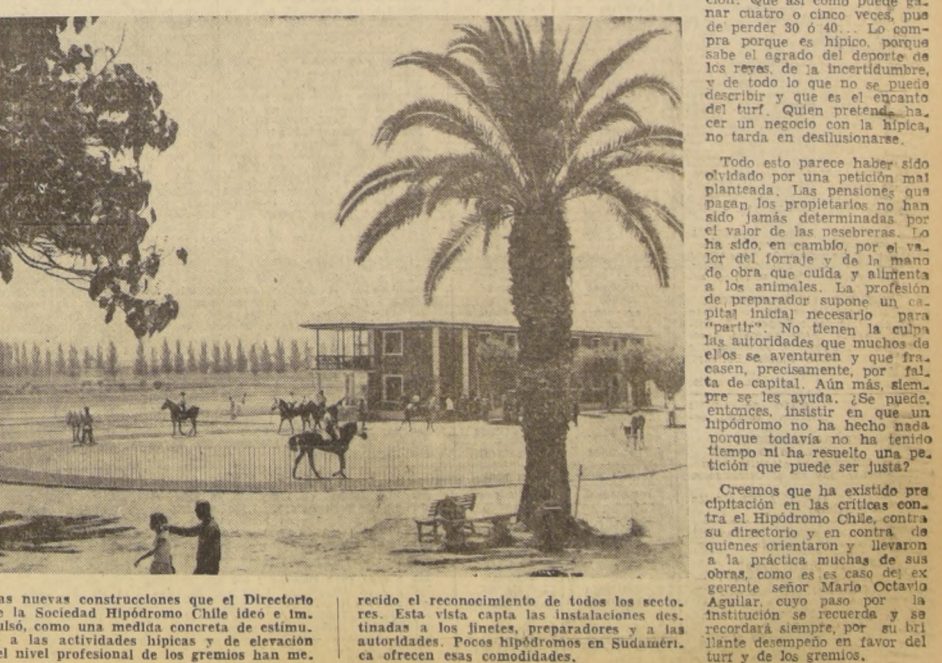 ción. Que así como puede ga-
nar cuatro o cinco veces, pue
de perder 30 ó 40... Lo com-
pra porque es hípico, porque
sabe el agrado del deporte de
los reyes, de la incertidumbre,
y de todo lo que no se puede
describir y que es el encanto
del turf. Quien pretenda ha-
cer un negocio con la hípica,
no tarda en desilusionarse.
Todo esto parece haber sido
olvidado por una petición mal
planteada. Las pensiones que
pagan los propietarios no han
sido jamás determinadas por
el valor de las pesebreras. Lo
ha sido, en cambio, por el va-
lor del forraje y de la mano
de obra que cuida y alimenta
a los animales. La profesión
de preparador supone un ca-
pital inicial necesario para
"partir". No tienen la culpa
las autoridades que muchos de
ellos se aventuren y que fra-
casen, precisamente, por fal-
ta de capital. Aún más, siem-
pre se les ayuda. ¿Se puede,
entonces, insistir en que un
hipódromo no ha hecho nada
porque todavía no ha tenido
tiempo ni ha resuelto una pe-
tición que puede ser justa?
Creemos que ha existido pre
cipitación en las críticas con-
tra el Hipódromo Chile, contra
su directorio y en contra de
quienes orientaron y llevaron
a la práctica muchas de sus
obras, como es es caso del ex
gerente señor Mario Octavio
Aguilar, cuyo paso por la
institución se recuerda y se
recordará siempre, por su bri
llante desempeño en favor del
turf y de los gremios.
as nuevas construcciones que el Directorio
e la Sociedad Hipódromo Chile ideó e im-
pulsó, como una medida concreta de estímu-
a a las actividades hípicas y de elevación
el nivel profesional de los gremios han me-
recido el reconocimiento de todos los secto-
res. Esta vista capta las instalaciones des-
tinadas a los jinetes, preparadores y a las
autoridades. Pocos hipódromos en Sudaméri-
ca ofrecen esas comodidades.